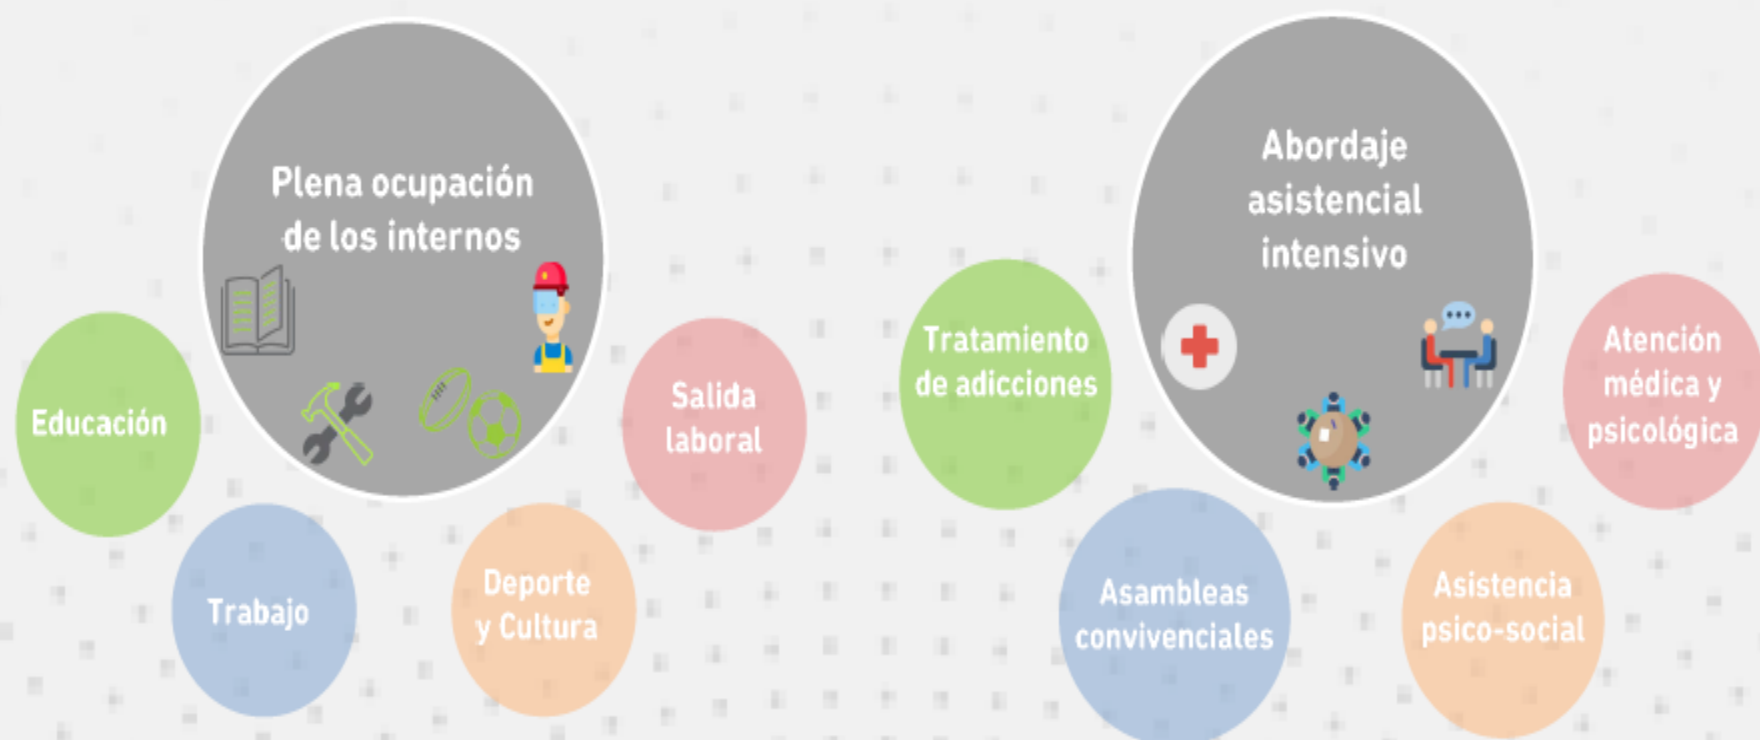 Plena ocupación
de los internos
Educación
Trabajo
Deporte
y Cultura
Salida
laboral
Abordaje
asistencial
intensivo
Tratamiento
de adicciones
Asambleas
convivenciales
Asistencia
psico-social
Atención
médica y
psicológica